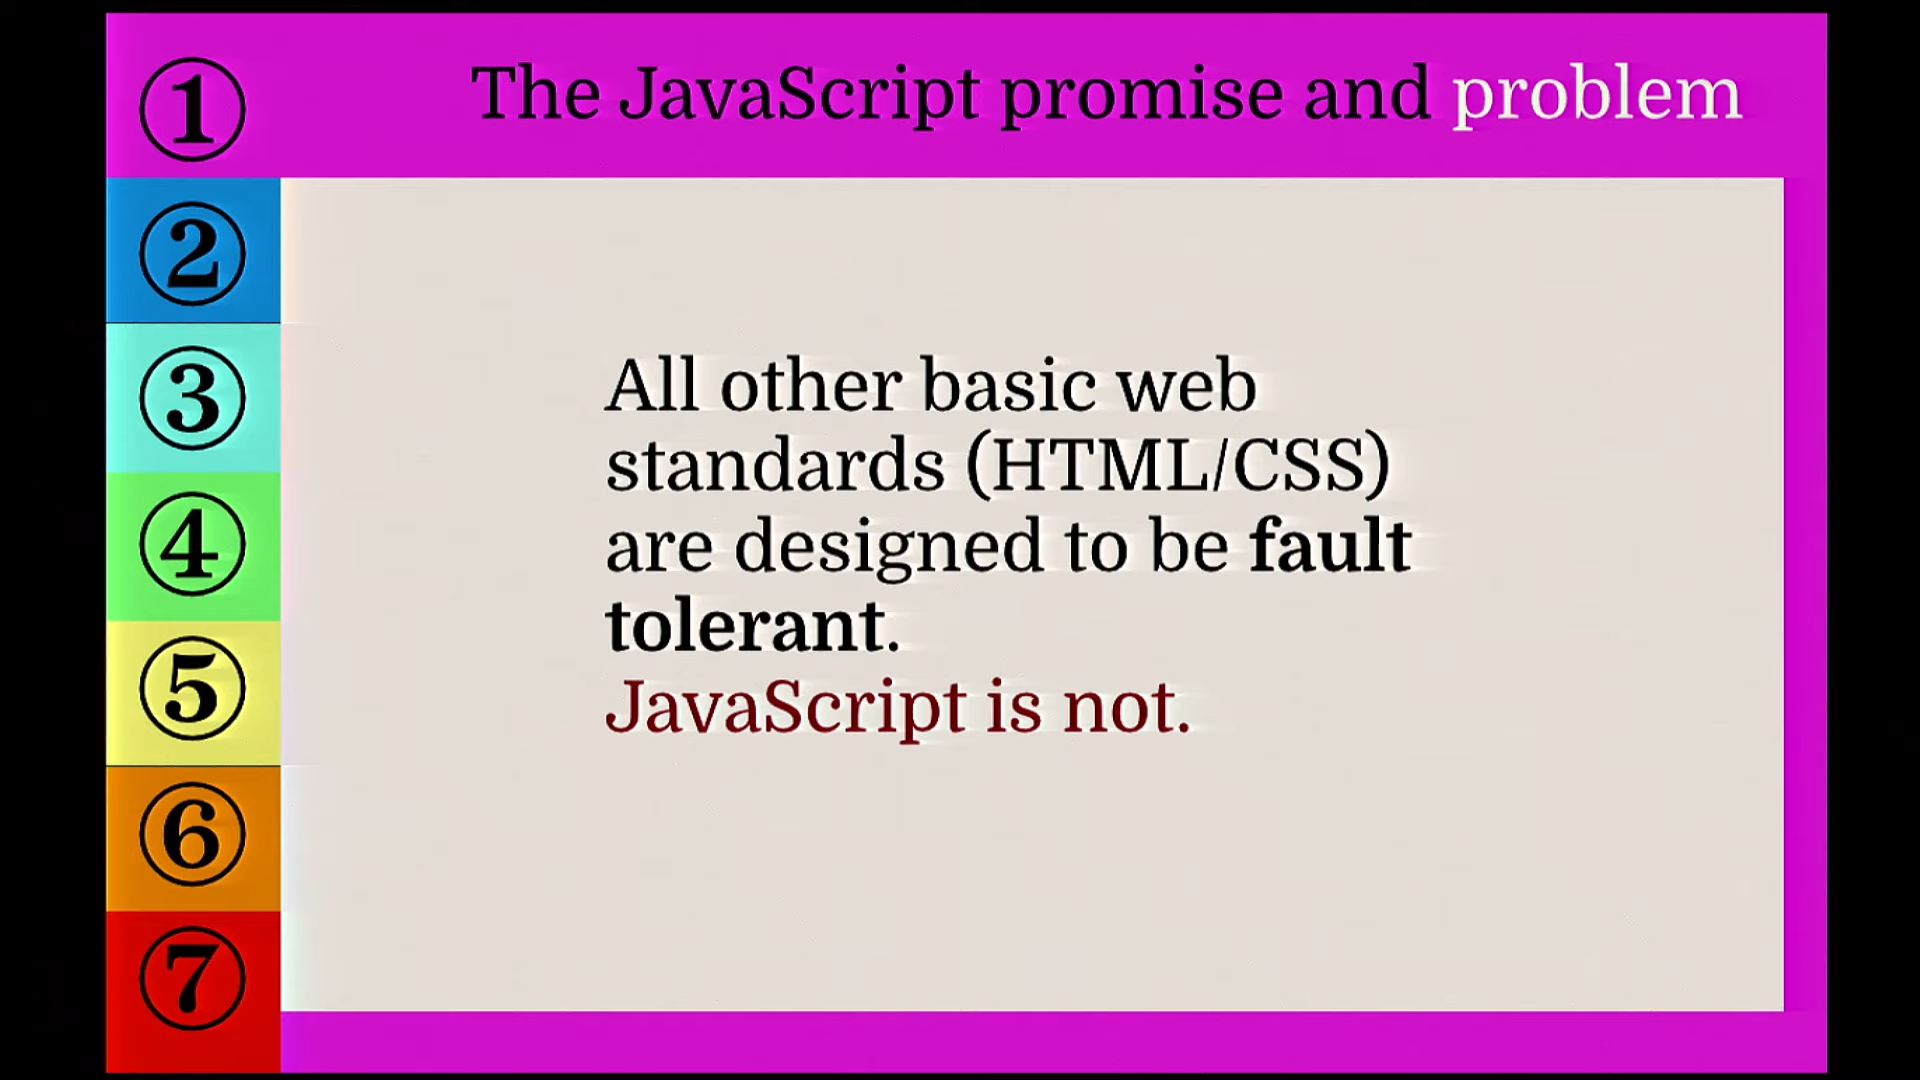 The JavaScript promise and problem
1
2
3
4
5
6
7
All other basic web
standards (HTML/CSS)
are designed to be fault
tolerant.
JavaScript is not.